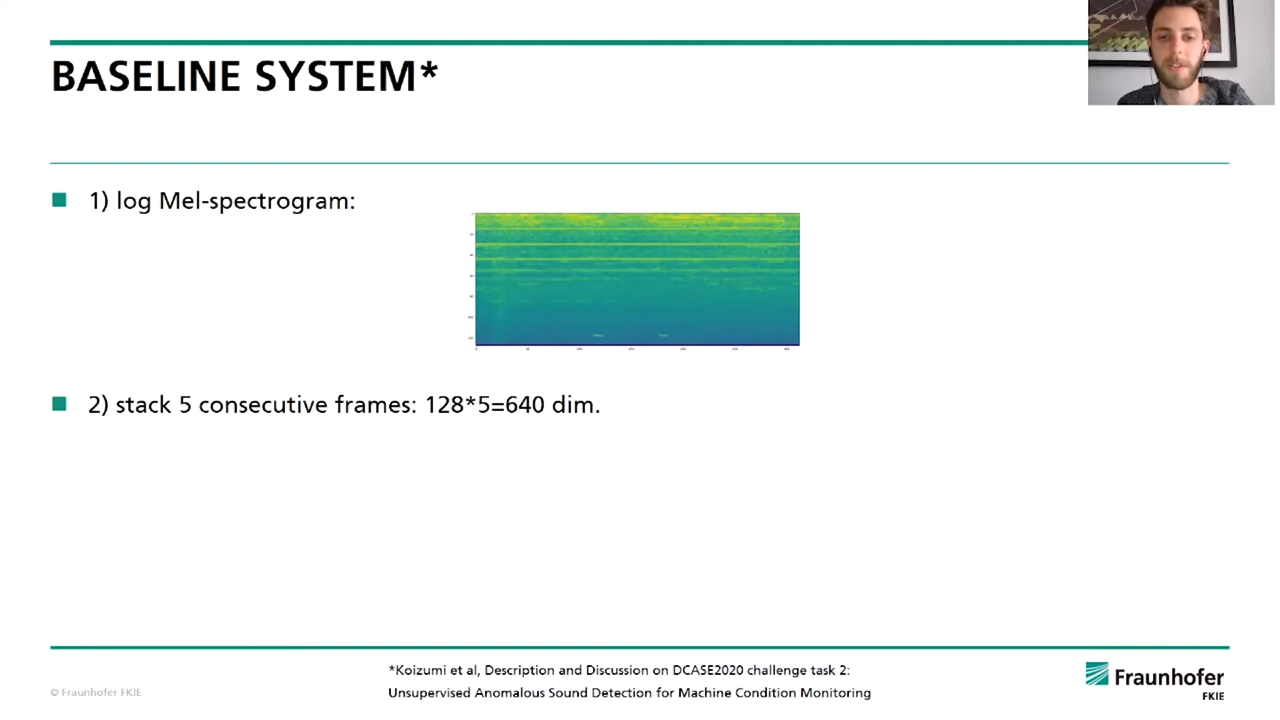 BASELINE SYSTEM*
1) log Mel-spectrogram:
2) stack 5 consecutive frames: 128*5=640 dim.
*Koizumi et al, Description and Discussion on DCASE2020 challenge task 2:
Unsupervised Anomalous Sound Detection for Machine Condition Monitoring
© Fraunhofer FKIE
Fraunhofer
FKIE